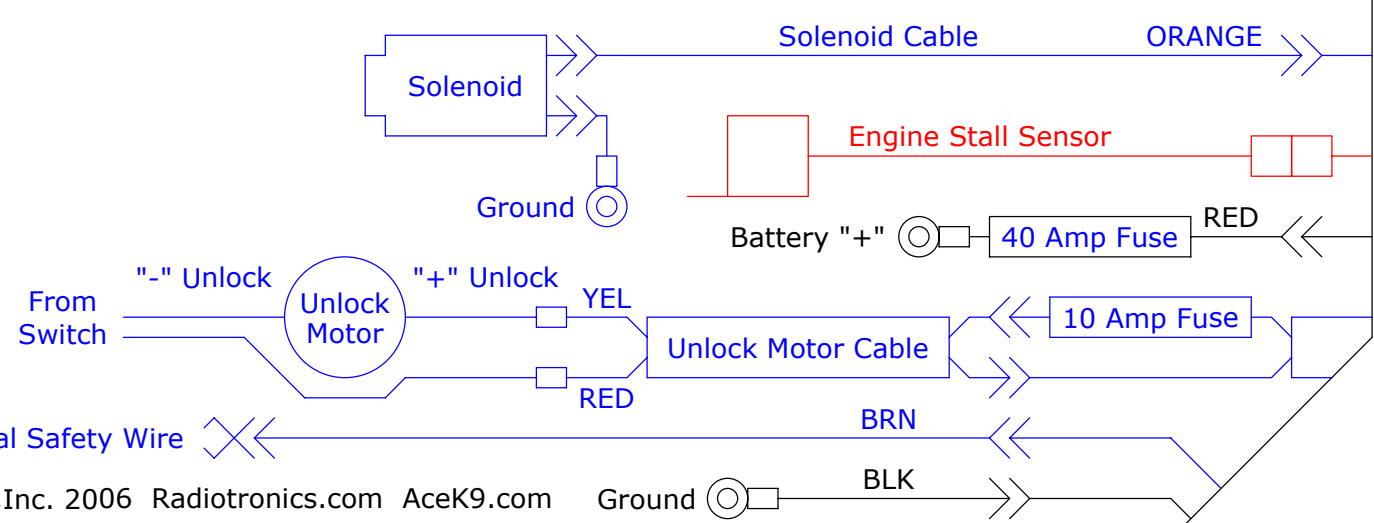 Solenoid Cable
ORANGE
Solenoid
Engine Stall Sensor
Ground
Battery "+"
40 Amp Fuse
RED
"-" Unlock
"+" Unlock
From
Switch
Unlock
Motor
YEL
Unlock Motor Cable
10 Amp Fuse
RED
Safety Wire
BRN
Inc. 2006 Radiotronics.com AceK9.com
Ground
BLK